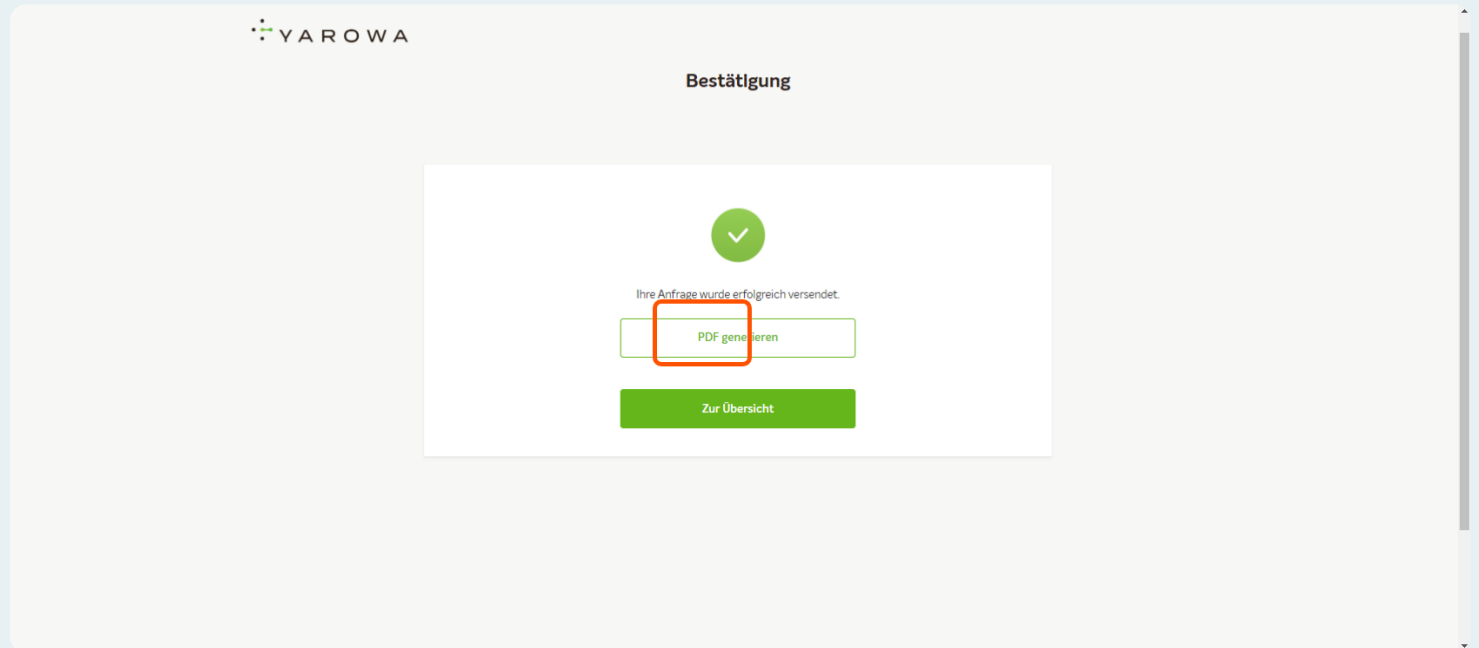 YAROWA
Bestätigung
Ihre Anfrage wurde erfolgreich versendet.
PDF generieren
Zur Übersicht